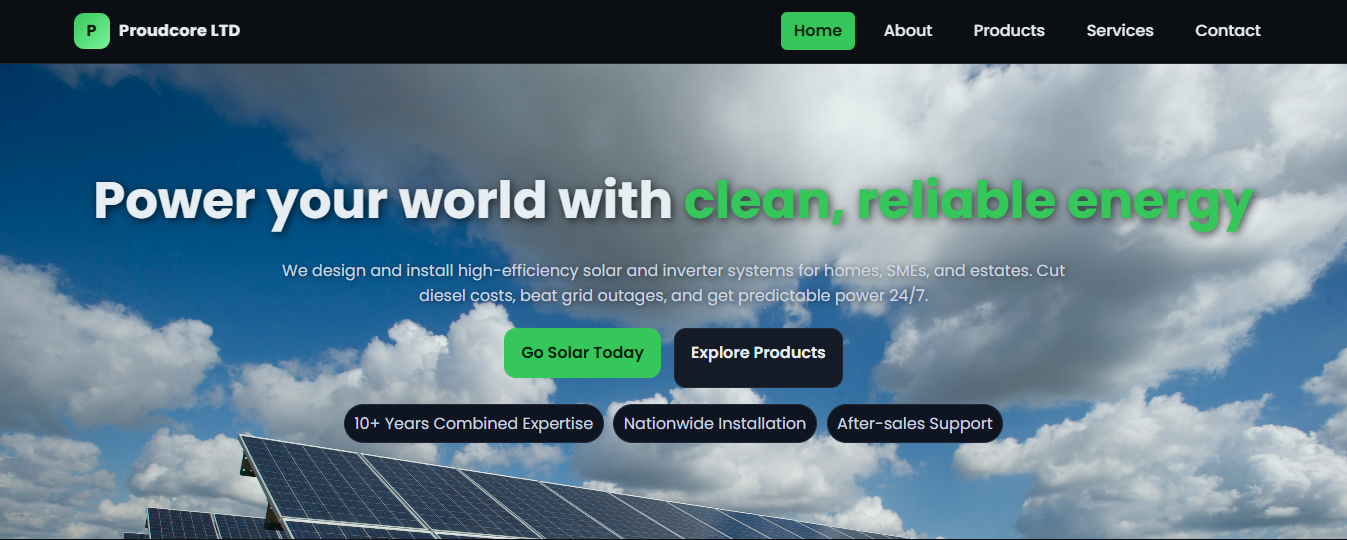 P Proudcore LTD Home About Products Services Contact
Power your world with clean, reliable energy
We design and install high-efficiency solar and inverter systems for homes, SMEs, and estates. Cut
diesel costs, beat grid outages, and get predictable power 24/7.
Go Solar Today Explore Products
10+ Years Combined Expertise Nationwide Installation After-sales Support